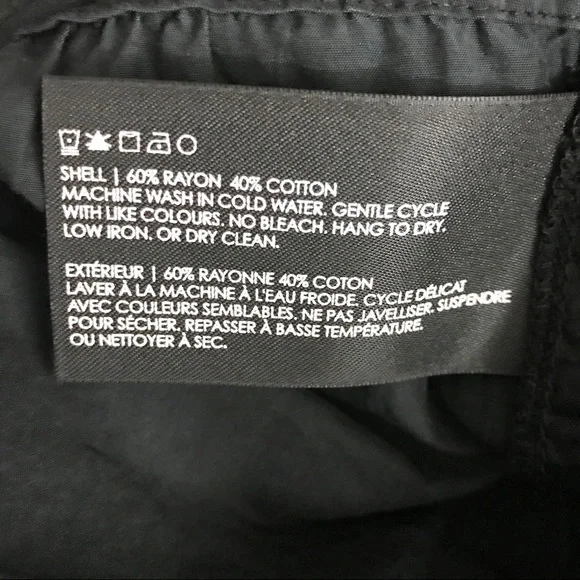 SHELL | 60% RAYON 40% COTTON
MACHINE WASH IN COLD WATER. GENTLE CYCLE
WITH LIKE COLOURS. NO BLEACH. HANG TO DRY.
LOW IRON. OR DRY CLEAN.
EXTÉRIEUR | 60% RAYONNE 40% COTON
LAVER À LA MACHINE À L'EAU FROIDE. CYCLE DÉLICAT
AVEC COULEURS SEMBLABLES. NE PAS JAVELLISER. SUSPENDRE
POUR SÉCHER. REPASSER À BASSE TEMPÉRATURE.
OU NETTOYER À SEC.